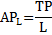 AP_L = TP/L